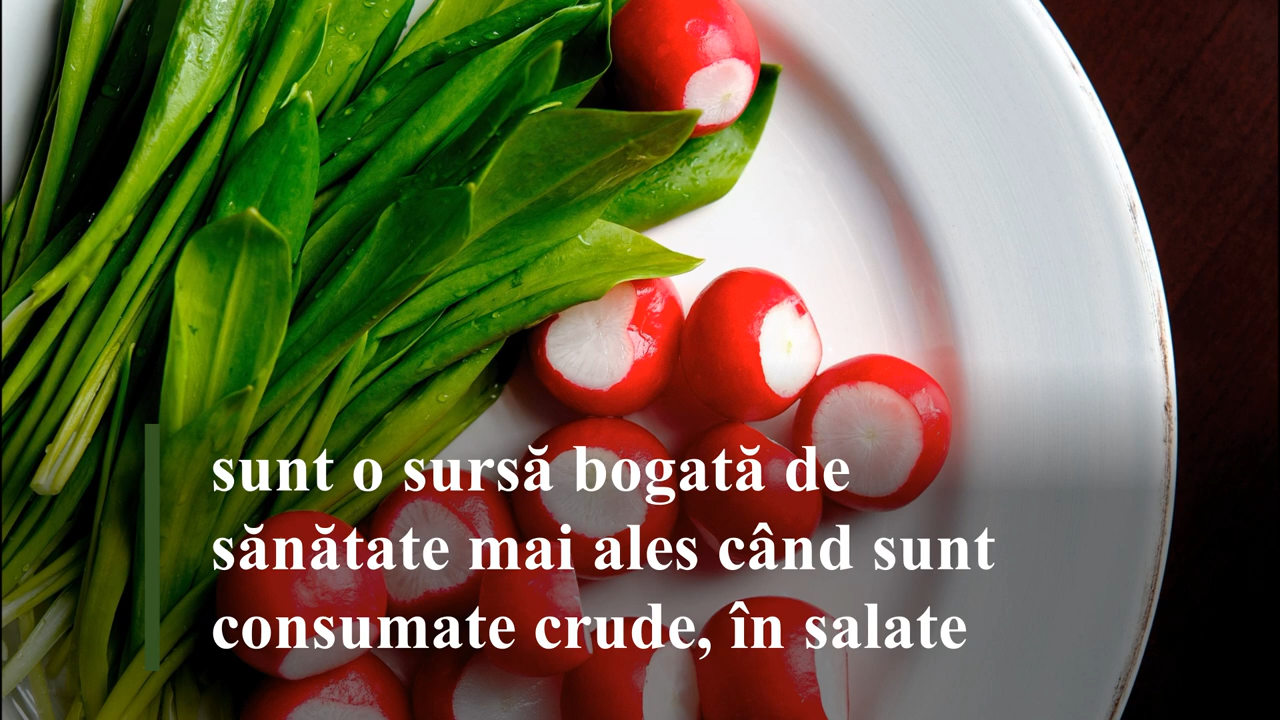 sunt o sursă bogată de
sănătate mai ales când sunt
consumate crude, în salate